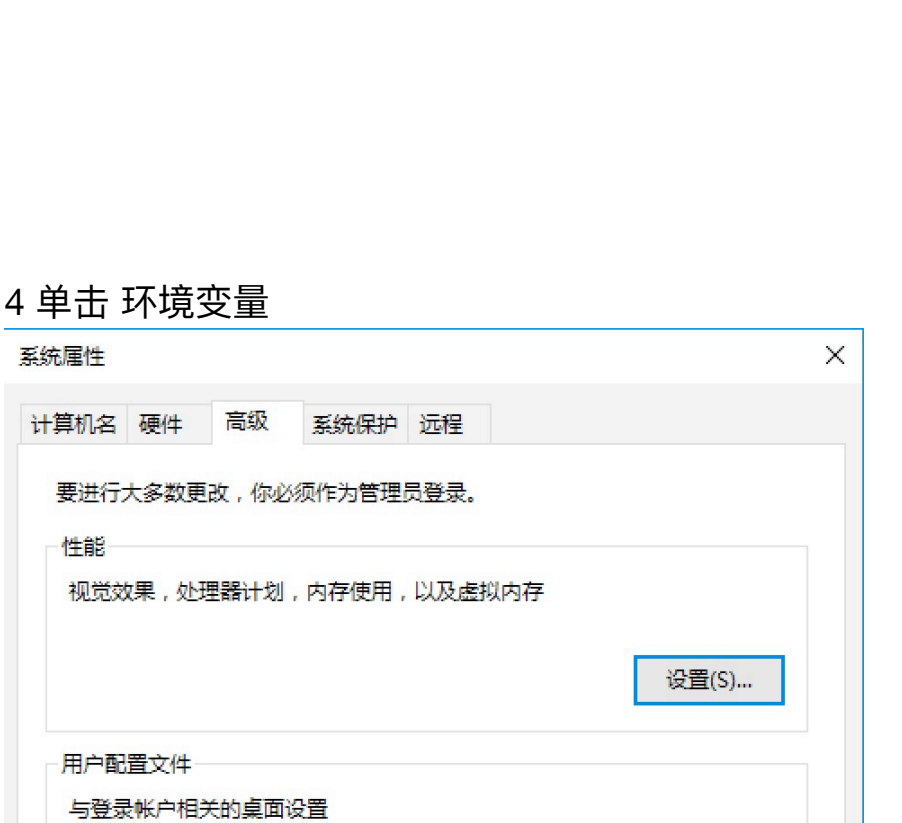 4 单击 环境变量
系统属性
计算机名 硬件 高级 系统保护 远程
要进行大多数更改，你必须作为管理员登录。
性能
视觉效果，处理器计划，内存使用，以及虚拟内存
设置(S)...
用户配置文件
与登录帐户相关的桌面设置